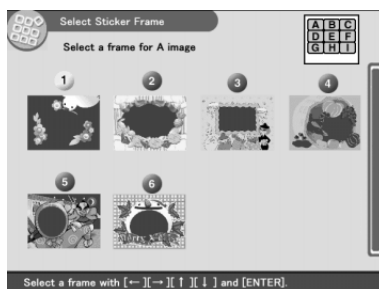 Select Sticker Frame
Select a frame for A image
A B C
D E F
G H I
1
2
3
4
5
6
Select a frame with [←][→][↑][↓] and [ENTER].